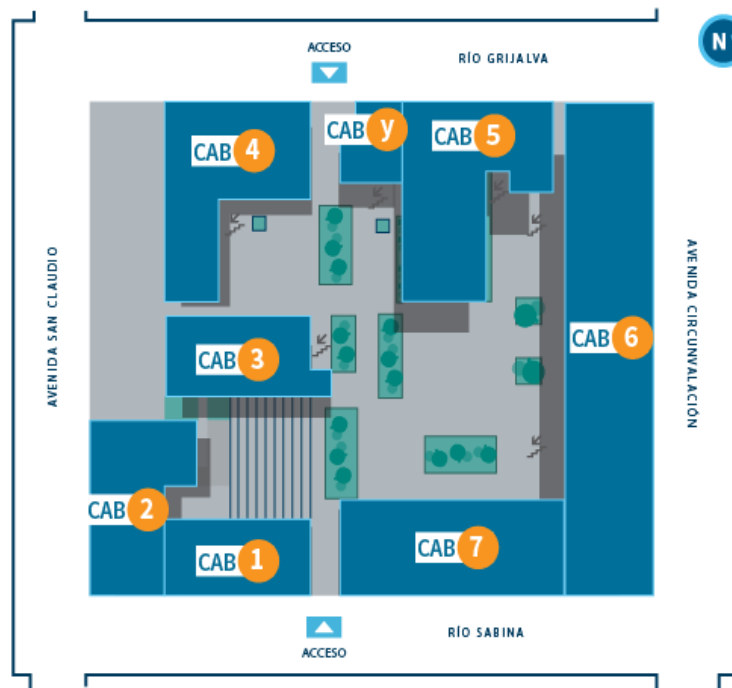 ACCESO
RÍO GRIJALVA
N
CAB 4
CAB y
CAB 5
AVENIDA SAN CLAUDIO
AVENIDA CIRCUNVALACIÓN
CAB 3
CAB 6
CAB 2
CAB 1
CAB 7
RÍO SABINA
ACCESO